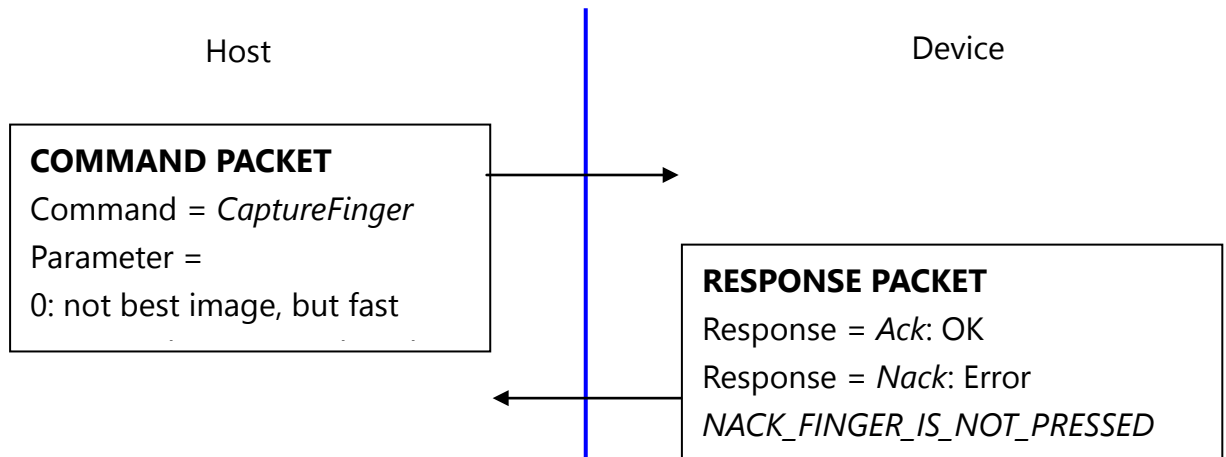 Host
Device
COMMAND PACKET
Command = CaptureFinger
Parameter =
0: not best image, but fast
RESPONSE PACKET
Response = Ack: OK
Response = Nack: Error
NACK_FINGER_IS_NOT_PRESSED